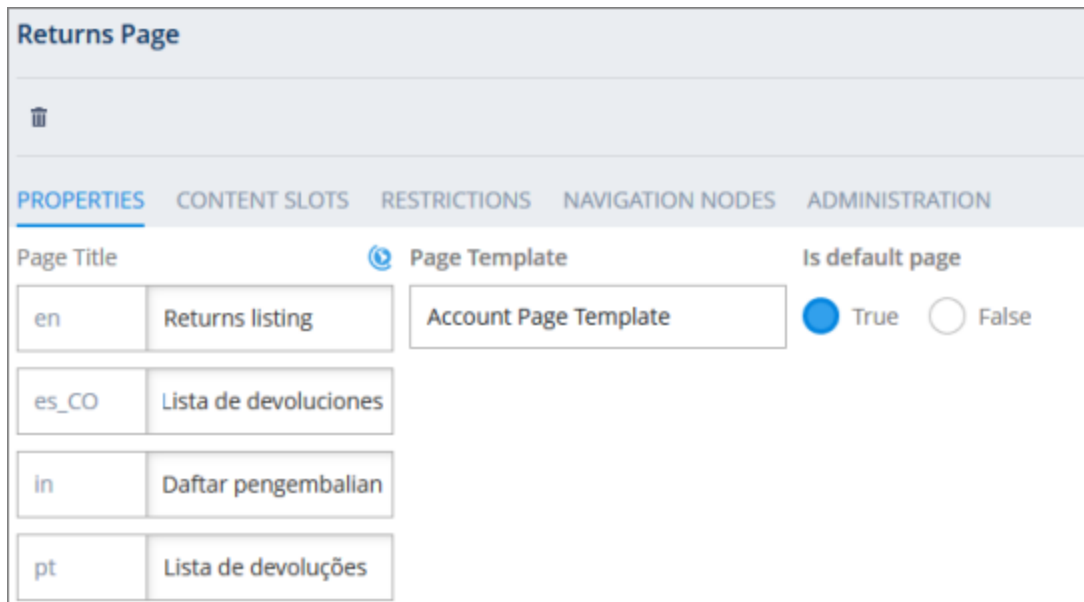 Returns Page
PROPERTIES CONTENT SLOTS RESTRICTIONS NAVIGATION NODES ADMINISTRATION
Page Title Page Template Is default page
en Returns listing Account Page Template True False
es_CO Lista de devoluciones
in Daftar pengembalian
pt Lista de devoluções